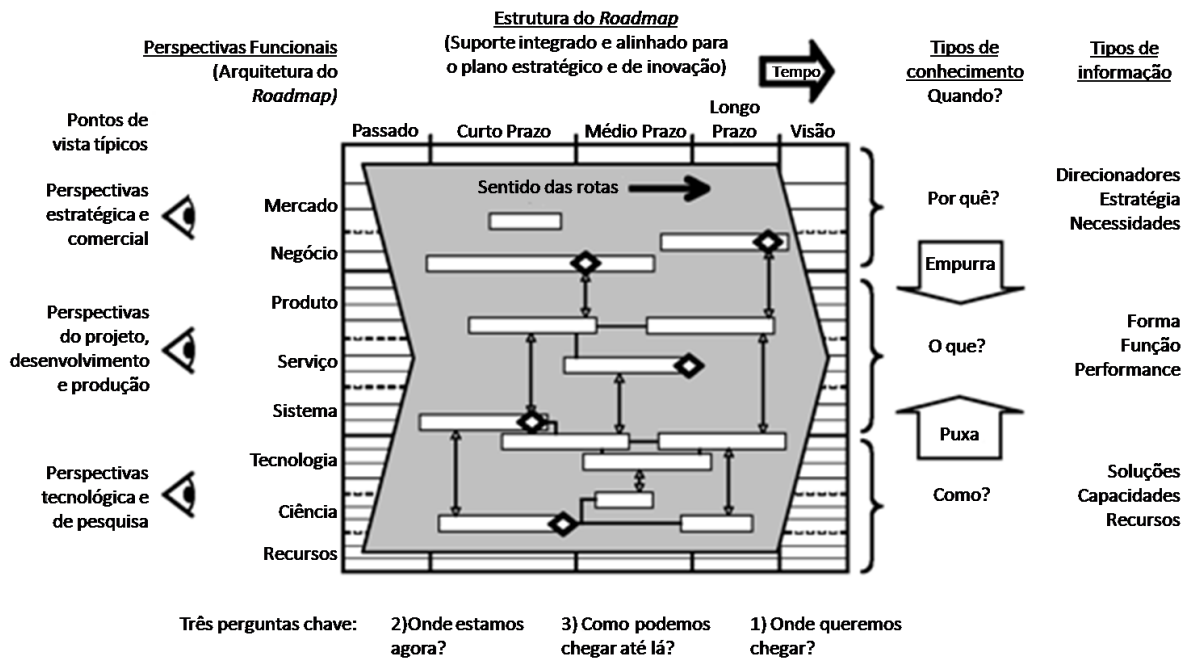 Estrutura do Roadmap
(Suporte integrado e alinhado para
o plano estratégico e de inovação)
Perspectivas Funcionais
(Arquitetura do
Roadmap)
Tempo
Tipos de
conhecimento
Quando?
Tipos de
informação
Pontos de
vista típicos
Passado
Curto Prazo
Médio Prazo
Longo
Prazo
Visão
Sentido das rotas
Perspectivas
estratégica e
comercial
Mercado
Negócio
Por quê?
Direcionadores
Estratégia
Necessidades
Empurra
Perspectivas
do projeto,
desenvolvimento
e produção
Produto
Serviço
Sistema
O que?
Forma
Função
Performance
Puxa
Perspectivas
tecnológica e
de pesquisa
Tecnologia
Ciência
Recursos
Como?
Soluções
Capacidades
Recursos
Três perguntas chave:
2)Onde estamos
agora?
3) Como podemos
chegar até lá?
1) Onde queremos
chegar?